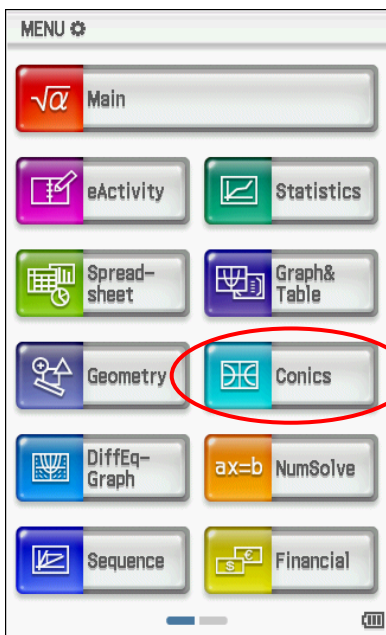 MENU
√α Main
eActivity
Statistics
Spread-
sheet
Graph&
Table
Geometry
Conics
DiffEq-
Graph
ax=b NumSolve
Sequence
$ € Financial